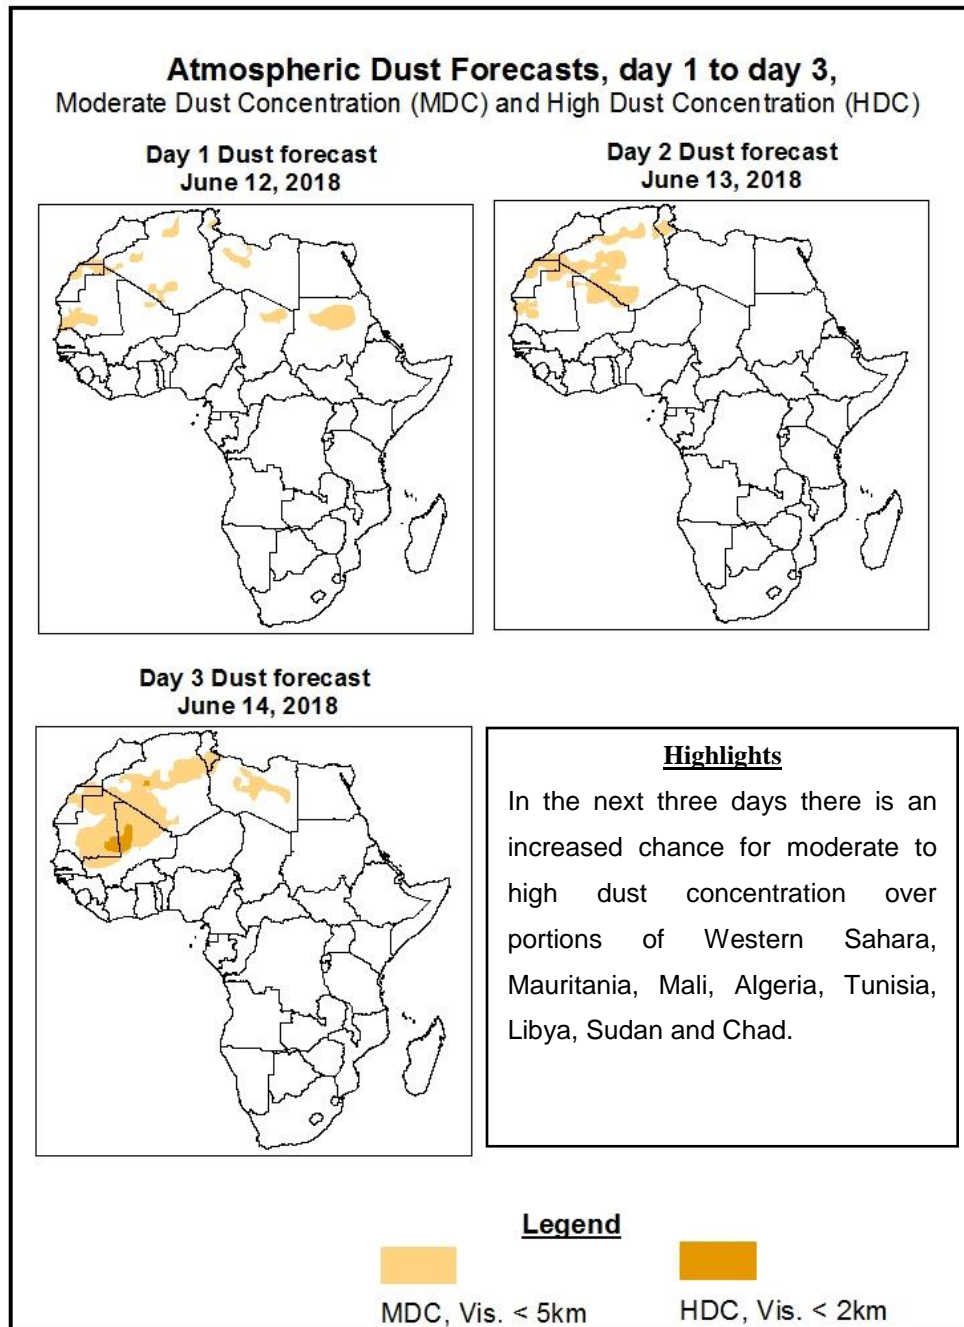 Atmospheric Dust Forecasts, day 1 to day 3,
Moderate Dust Concentration (MDC) and High Dust Concentration (HDC)
Day 1 Dust forecast
June 12, 2018
Day 2 Dust forecast
June 13, 2018
Day 3 Dust forecast
June 14, 2018
Highlights
In the next three days there is an
increased chance for moderate to
high dust concentration over
portions of Western Sahara,
Mauritania, Mali, Algeria, Tunisia,
Libya, Sudan and Chad.
Legend
MDC, Vis. < 5km
HDC, Vis. < 2km